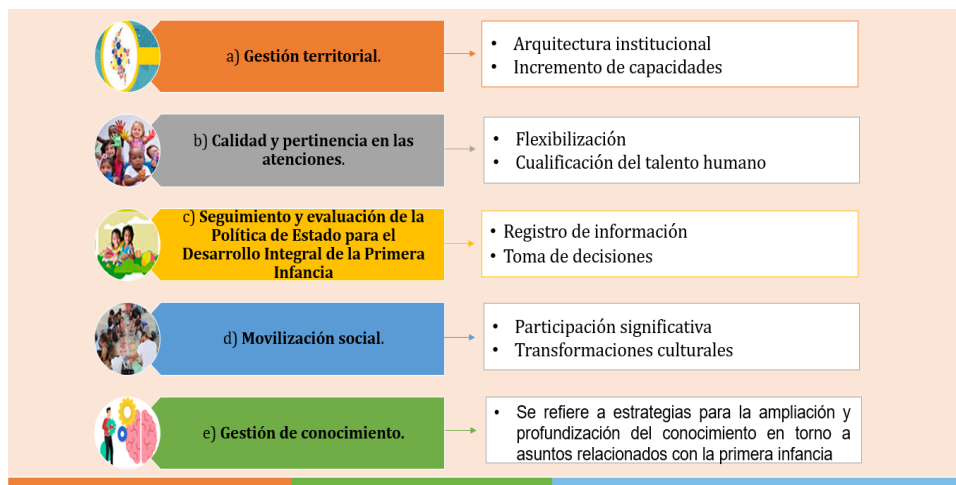 a) Gestión territorial.
• Arquitectura institucional
• Incremento de capacidades
b) Calidad y pertinencia en las
atenciones.
• Flexibilización
• Cualificación del talento humano
c) Seguimiento y evaluación de la
Política de Estado para el
Desarrollo Integral de la Primera
Infancia
• Registro de información
• Toma de decisiones
d) Movilización social.
• Participación significativa
• Transformaciones culturales
e) Gestión de conocimiento.
• Se refiere a estrategias para la ampliación y
profundización del conocimiento en torno a
asuntos relacionados con la primera infancia